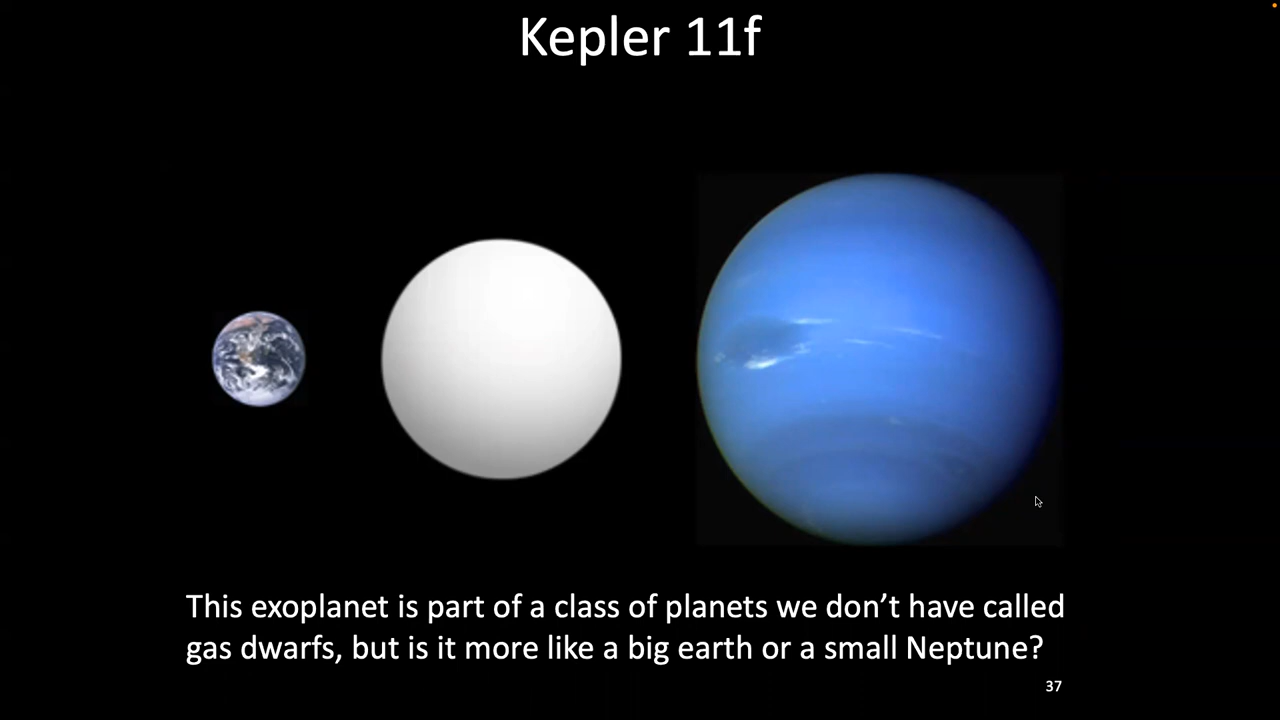 Kepler 11f
This exoplanet is part of a class of planets we don’t have called
gas dwarfs, but is it more like a big earth or a small Neptune?
37